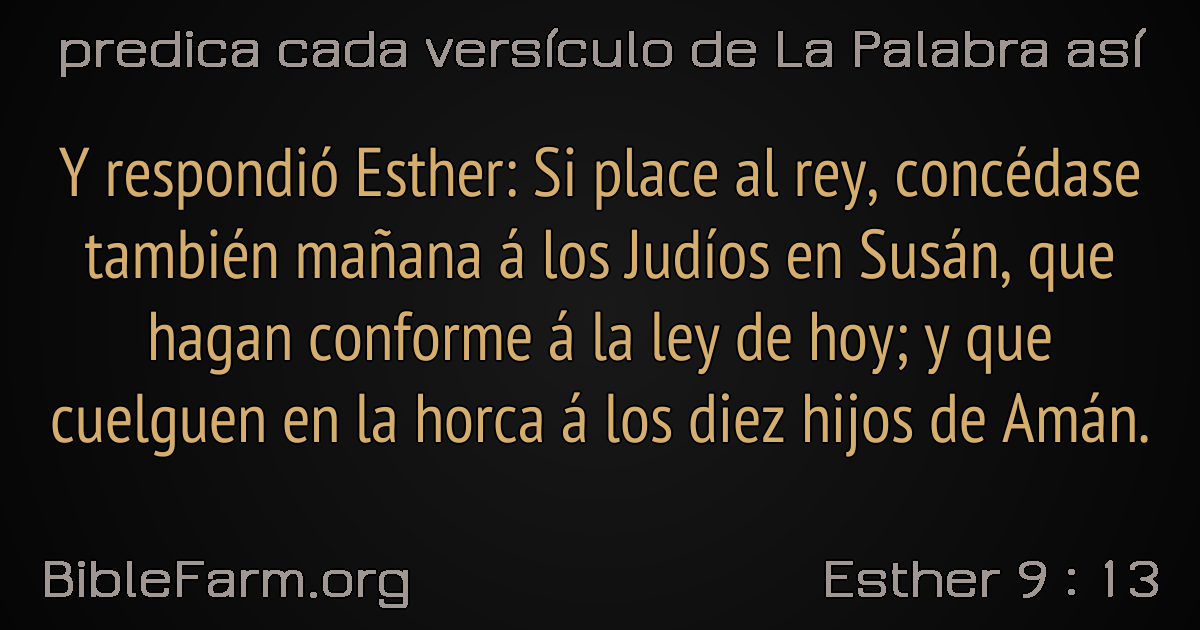 predica cada versículo de La Palabra así
Y respondió Esther: Si place al rey, concédase
también mañana á los Judíos en Susán, que
hagan conforme á la ley de hoy; y que
cuelguen en la horca á los diez hijos de Amán.
BibleFarm.org
Esther 9 : 13